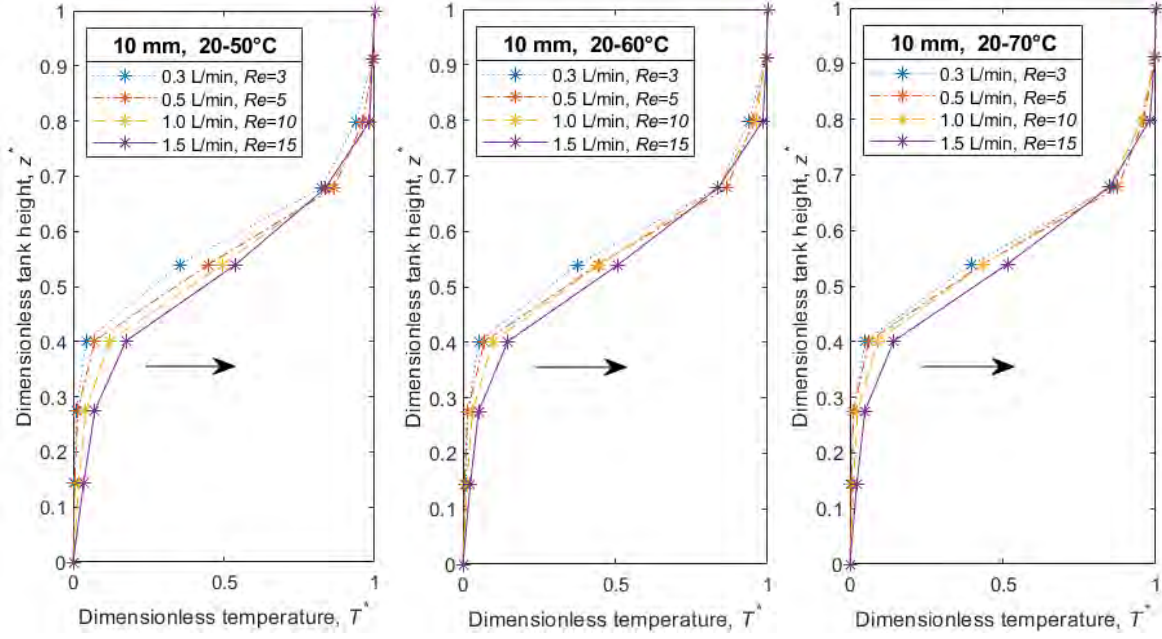 10 mm, 20-50°C
0.3 L/min, Re=3
0.5 L/min, Re=5
1.0 L/min, Re=10
1.5 L/min, Re=15
1
0.9
0.8
0.7
0.6
0.5
0.4
0.3
0.2
0.1
0
0
0.5
1
Dimensionless tank height, z*
Dimensionless temperature, T*
10 mm, 20-60°C
0.3 L/min, Re=3
0.5 L/min, Re=5
1.0 L/min, Re=10
1.5 L/min, Re=15
1
0.9
0.8
0.7
0.6
0.5
0.4
0.3
0.2
0.1
0
0
0.5
1
Dimensionless tank height, z*
Dimensionless temperature, T*
10 mm, 20-70°C
0.3 L/min, Re=3
0.5 L/min, Re=5
1.0 L/min, Re=10
1.5 L/min, Re=15
1
0.9
0.8
0.7
0.6
0.5
0.4
0.3
0.2
0.1
0
0
0.5
1
Dimensionless tank height, z*
Dimensionless temperature, T*